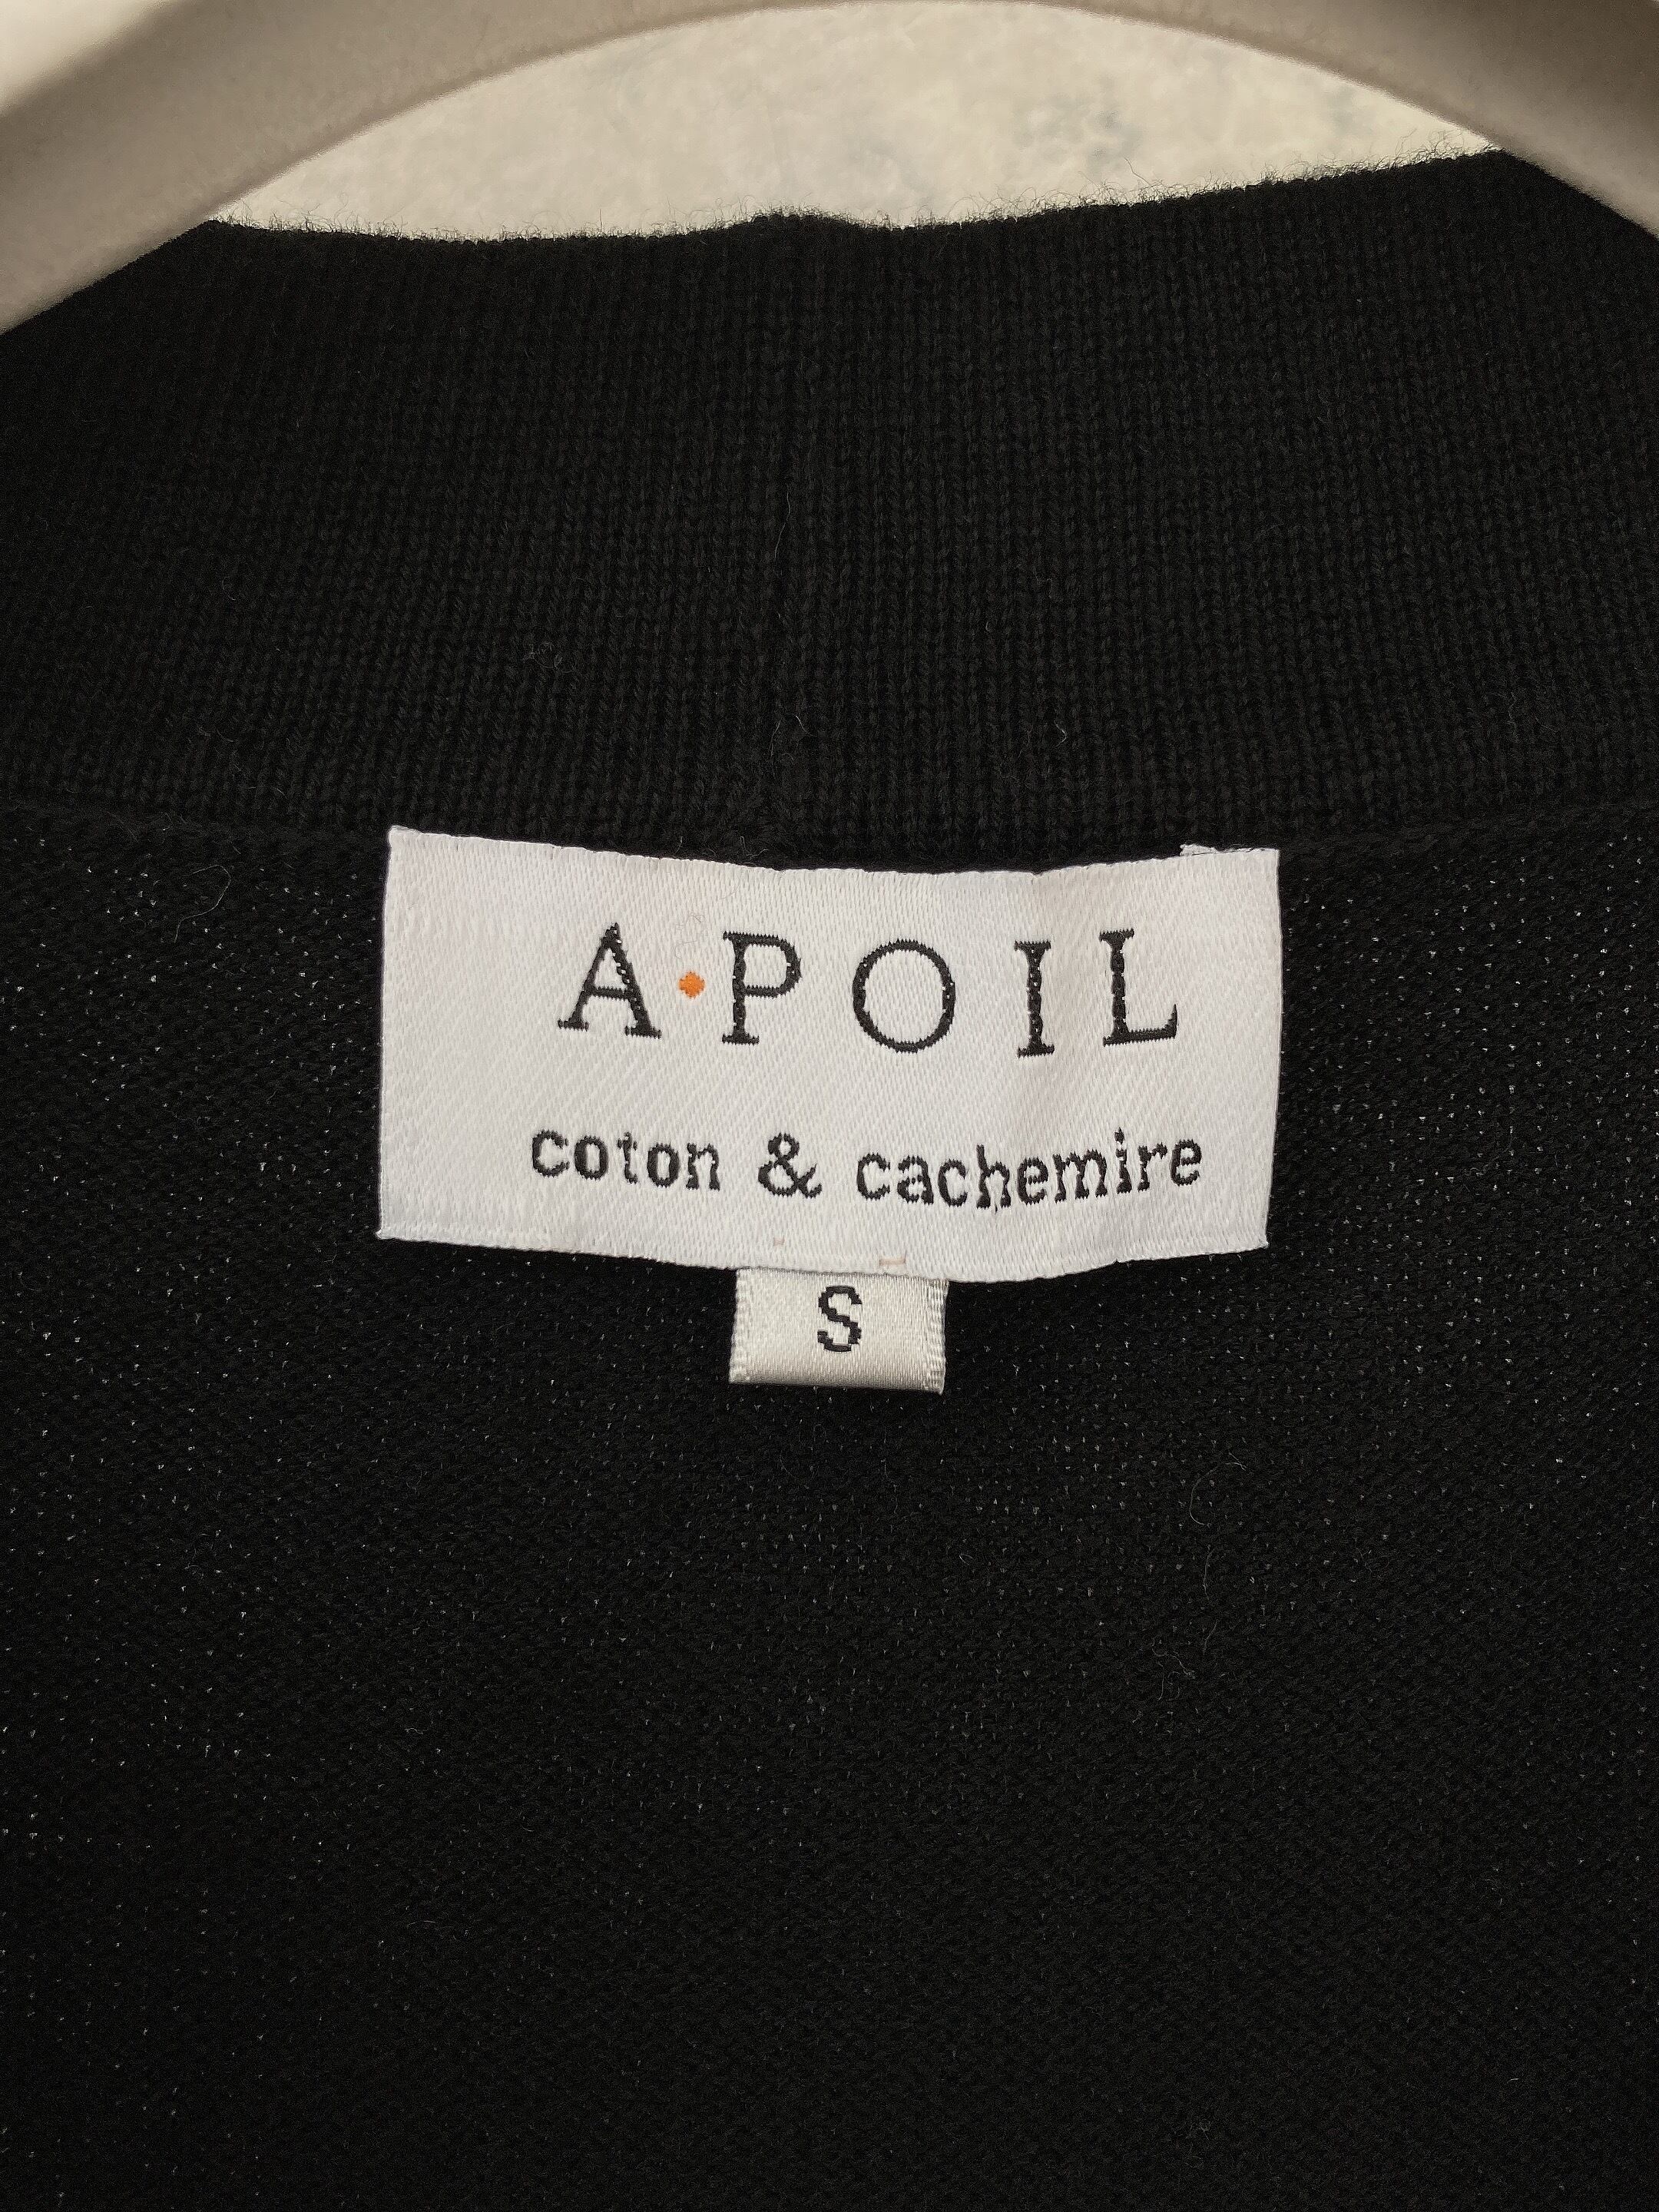 A·POIL
coton & cachemire
S